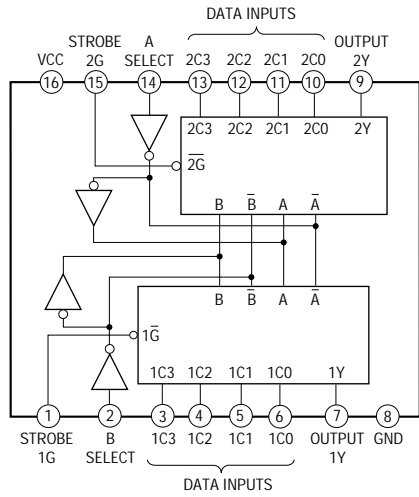 DATA INPUTS
STROBE A OUTPUT
VCC 2G SELECT 2C3 2C2 2C1 2C0 2Y
16 15 14 13 12 11 10 9
2C3 2C2 2C1 2C0 2Y
2G̅
B B̅ A A̅
B B̅ A A̅
1G̅
1C3 1C2 1C1 1C0 1Y
1 2 3 4 5 6 7 8
STROBE B 1C3 1C2 1C1 1C0 OUTPUT GND
1G SELECT 1Y
DATA INPUTS